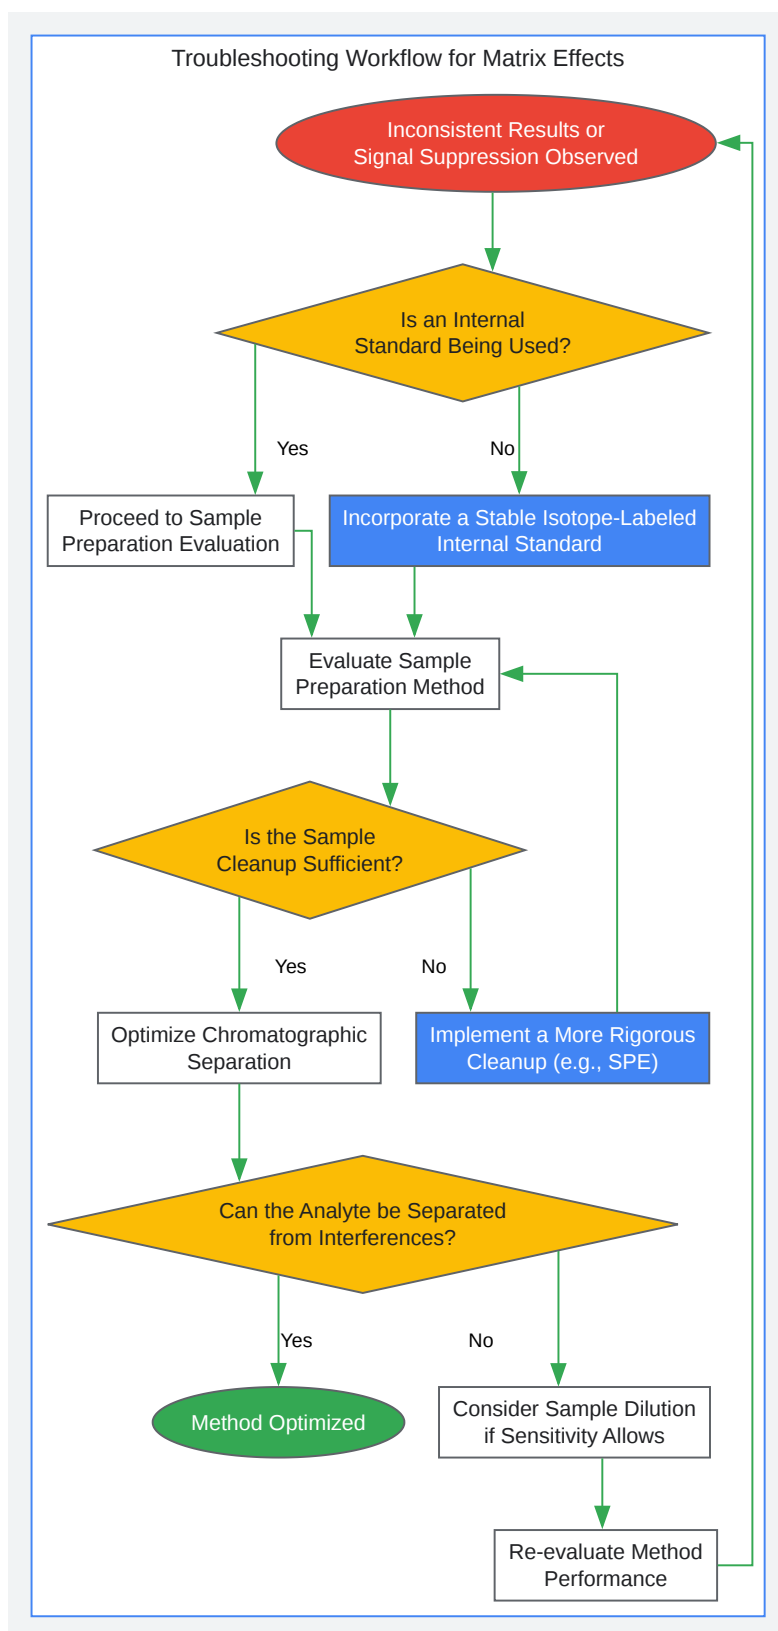 Troubleshooting Workflow for Matrix Effects
Inconsistent Results or
Signal Suppression Observed
Is an Internal
Standard Being Used?
Yes
No
Proceed to Sample
Preparation Evaluation
Incorporate a Stable Isotope-Labeled
Internal Standard
Evaluate Sample
Preparation Method
Is the Sample
Cleanup Sufficient?
Yes
No
Optimize Chromatographic
Separation
Implement a More Rigorous
Cleanup (e.g., SPE)
Can the Analyte be Separated
from Interferences?
Yes
No
Method Optimized
Consider Sample Dilution
if Sensitivity Allows
Re-evaluate Method
Performance